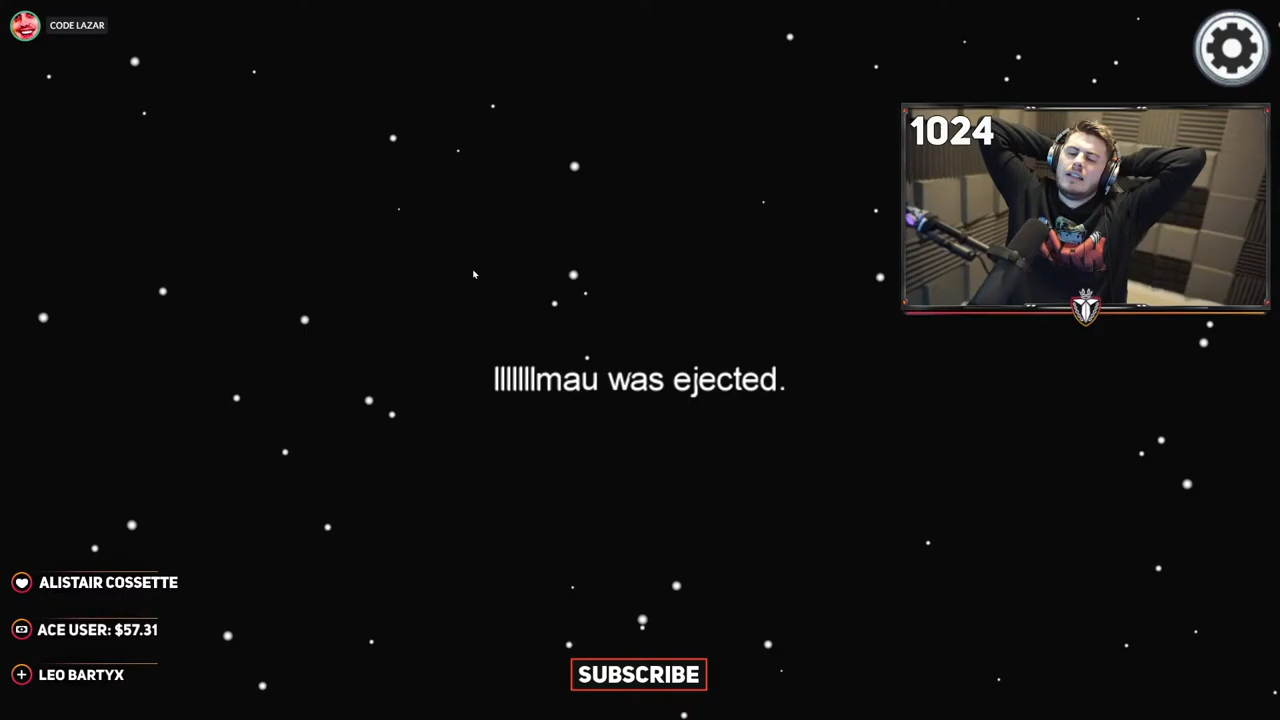 CODE LAZAR
1024
lllllllmau was ejected.
ALISTAIR COSSETTE
ACE USER: $57.31
LEO BARTYX
SUBSCRIBE